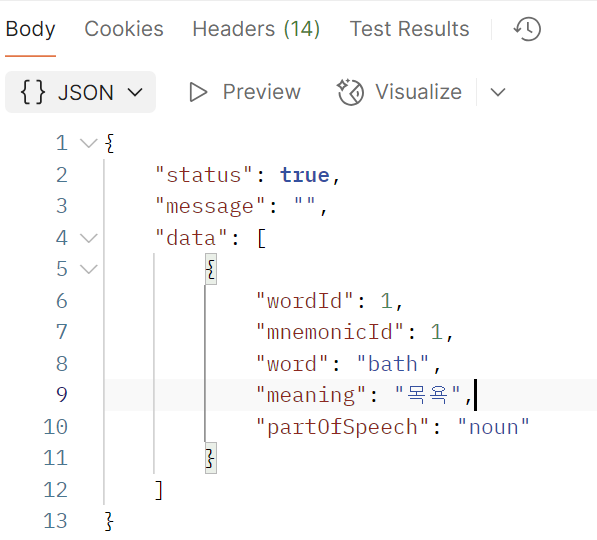 Body Cookies Headers (14) Test Results
{} JSON Preview Visualize
1 {
2 "status": true,
3 "message": "",
4 "data": [
5 {
6 "wordId": 1,
7 "mnemonicId": 1,
8 "word": "bath",
9 "meaning": "목욕",
10 "partOfSpeech": "noun"
11 }
12 ]
13 }